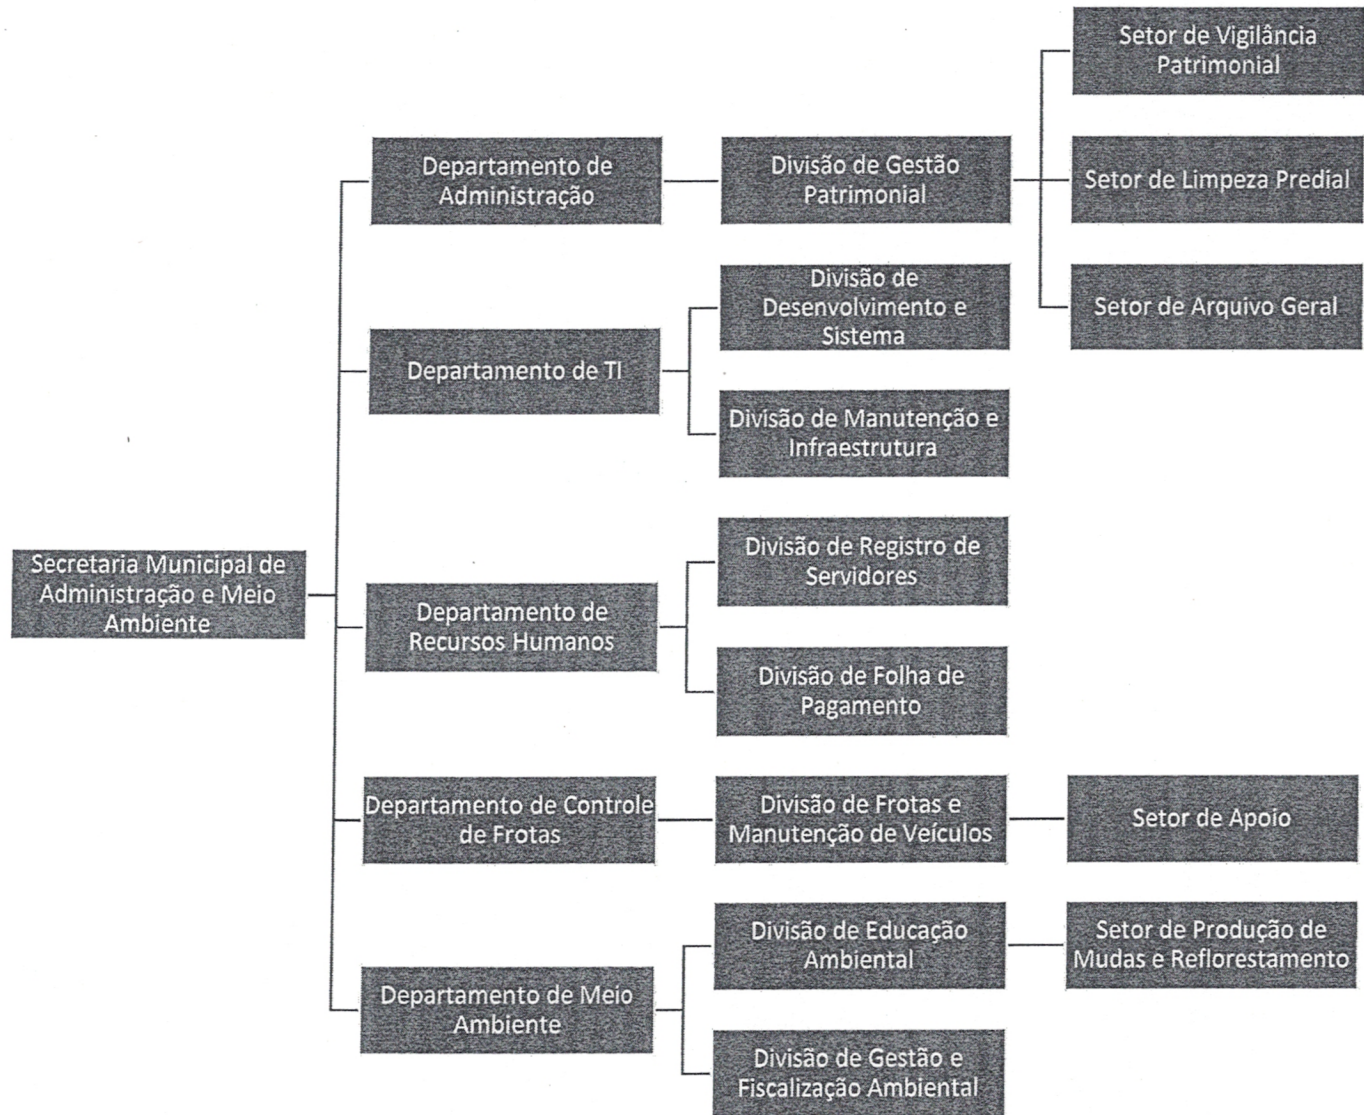 Setor de Vigilância
Patrimonial
Departamento de
Administração
Divisão de Gestão
Patrimonial
Setor de Limpeza Predial
Divisão de
Desenvolvimento e
Sistema
Setor de Arquivo Geral
Departamento de TI
Divisão de Manutenção e
Infraestrutura
Divisão de Registro de
Servidores
Secretaria Municipal de
Administração e Meio
Ambiente
Departamento de
Recursos Humanos
Divisão de Folha de
Pagamento
Departamento de Controle
de Frotas
Divisão de Frotas e
Manutenção de Veículos
Setor de Apoio
Divisão de Educação
Ambiental
Setor de Produção de
Mudas e Reflorestamento
Departamento de Meio
Ambiente
Divisão de Gestão e
Fiscalização Ambiental